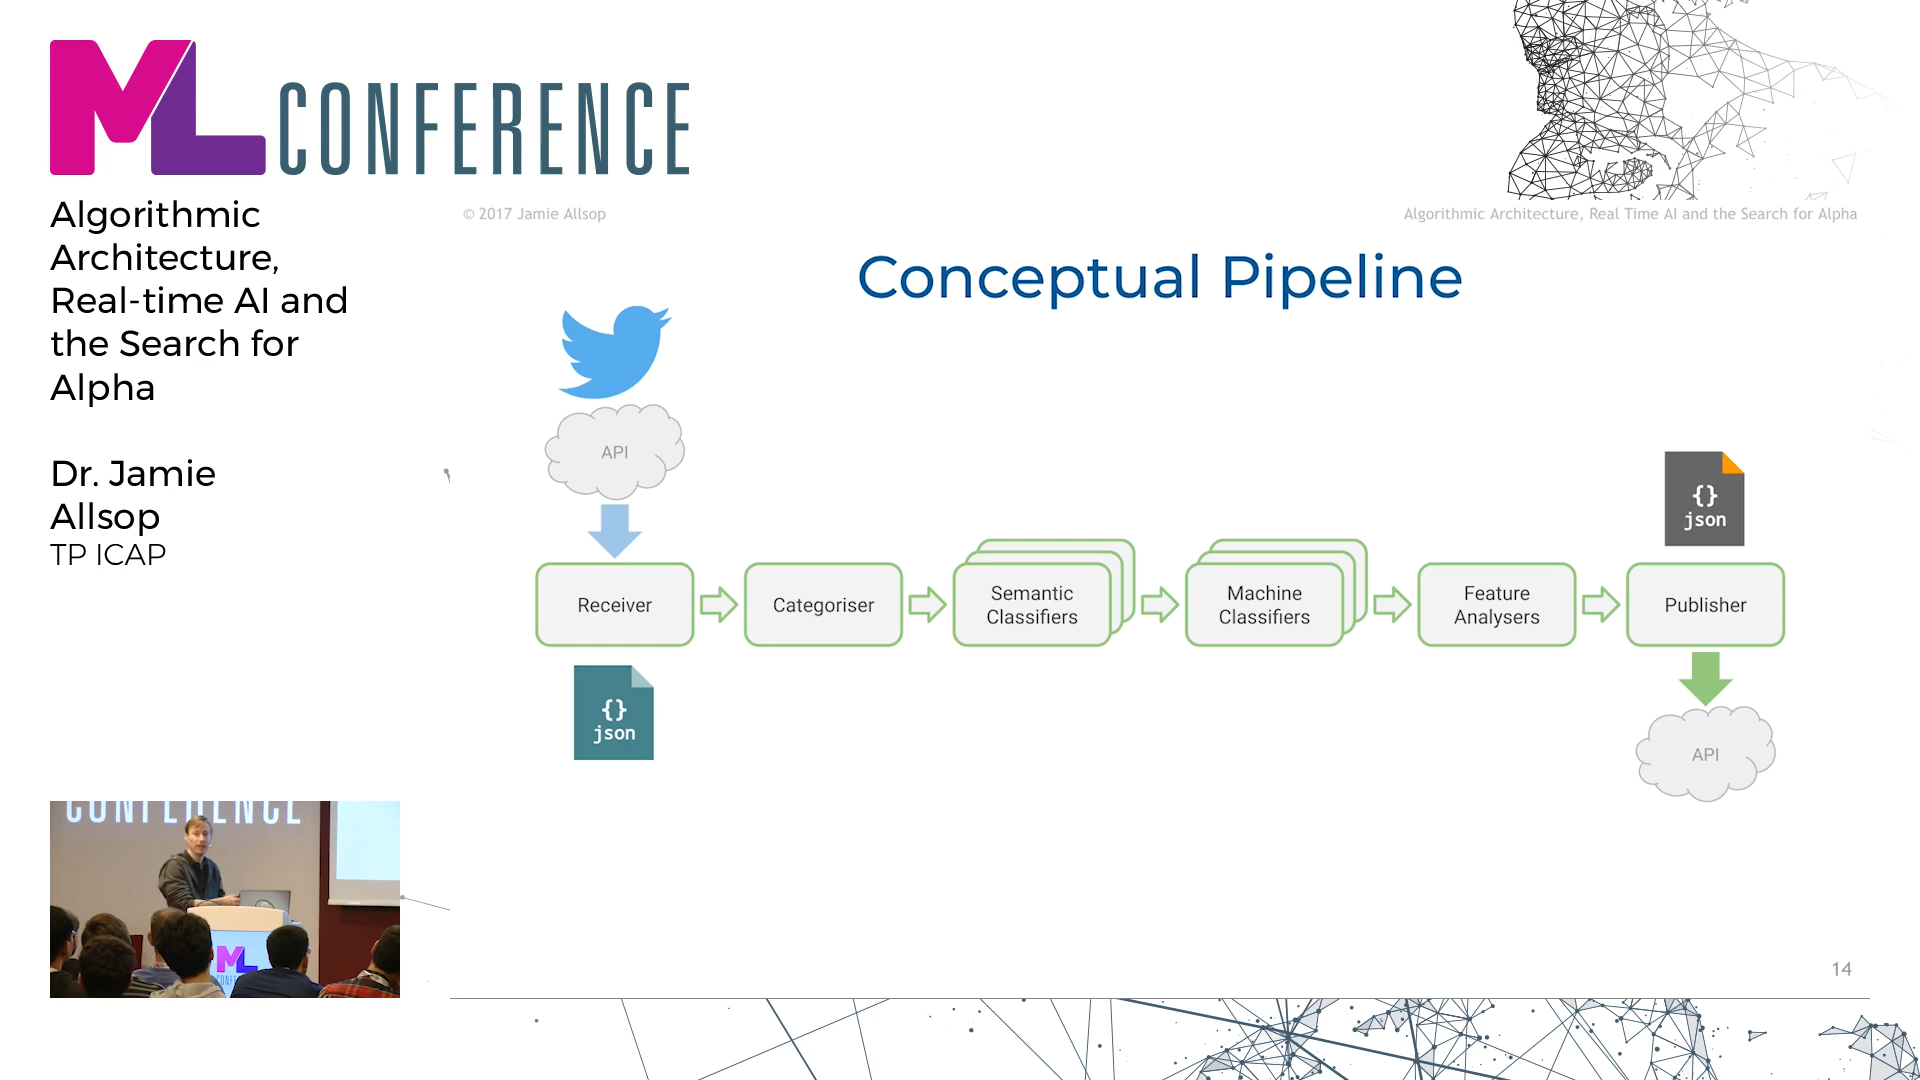 ML CONFERENCE
Algorithmic
Architecture,
Real-time AI and
the Search for
Alpha
Dr. Jamie
Allsop
TP ICAP
© 2017 Jamie Allsop
Algorithmic Architecture, Real Time AI and the Search for Alpha
Conceptual Pipeline
API
{}
json
Receiver
Categoriser
Semantic
Classifiers
Machine
Classifiers
Feature
Analysers
Publisher
{}
json
API
CONFERENCE
ML
14